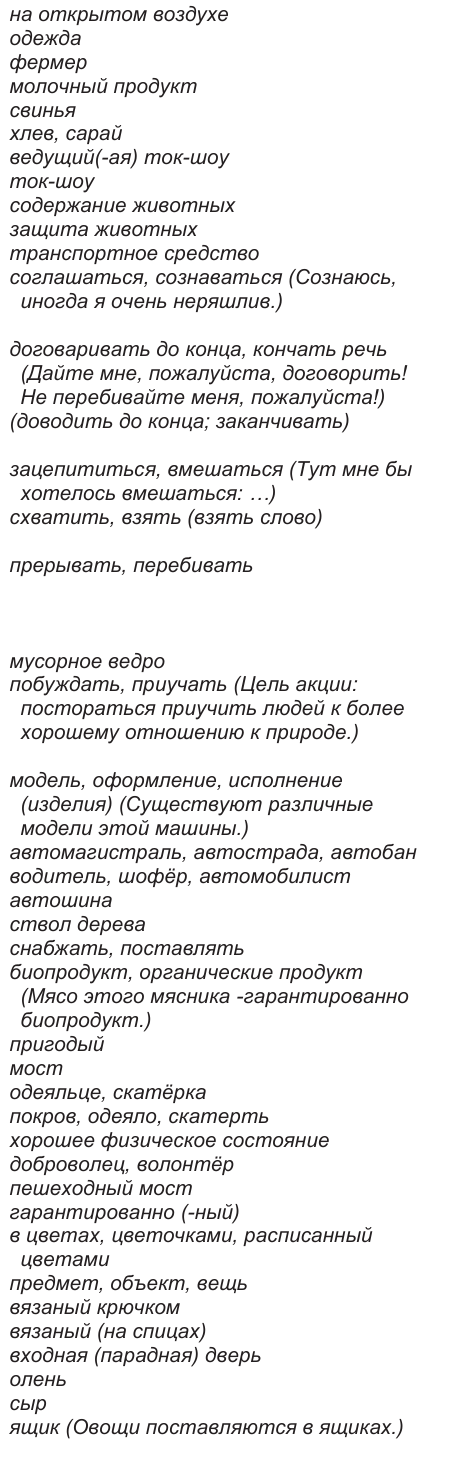 на открытом воздухе
одежда
фермер
молочный продукт
свинья
хлев, сарай
ведущий(-ая) ток-шоу
ток-шоу
содержание животных
защита животных
транспортное средство
соглашаться, сознаваться (Сознаюсь,
иногда я очень неряшлив.)
договаривать до конца, кончать речь
(Дайте мне, пожалуйста, договорить!
Не перебивайте меня, пожалуйста!)
(доводить до конца; заканчивать)
зацепититься, вмешаться (Тут мне бы
хотелось вмешаться: …)
схватить, взять (взять слово)
прерывать, перебивать
мусорное ведро
побуждать, приучать (Цель акции:
постораться приучить людей к более
хорошему отношению к природе.)
модель, оформление, исполнение
(изделия) (Существуют различные
модели этой машины.)
автомагистраль, автострада, автобан
водитель, шофёр, автомобилист
автошина
ствол дерева
снабжать, поставлять
биопродукт, органические продукт
(Мясо этого мясника -гарантированно
биопродукт.)
пригодый
мост
одеяльце, скатёрка
покров, одеяло, скатерть
хорошее физическое состояние
доброволец, волонтёр
пешеходный мост
гарантированно (-ный)
в цветах, цветочками, расписанный
цветами
предмет, объект, вещь
вязаный крючком
вязаный (на спицах)
входная (парадная) дверь
олень
сыр
ящик (Овощи поставляются в ящиках.)